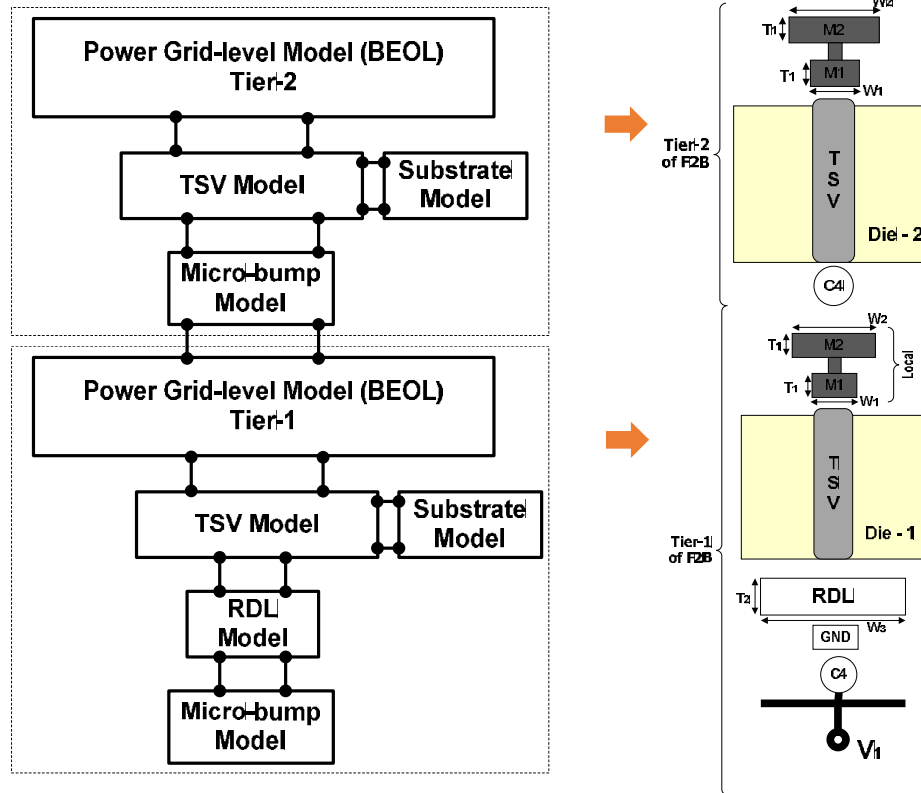 Power Grid-level Model (BEOL)
Tier-2
TSV Model
Substrate
Model
Micro-bump
Model
Power Grid-level Model (BEOL)
Tier-1
TSV Model
Substrate
Model
RDL
Model
Micro-bump
Model
W2
T1
M2
T1
M1
W1
Tier-2
of F2B
T
S
V
Die - 2
C4
W2
T1
M2
T1
M1
W1
Local
T
S
V
Die - 1
Tier-1
of F2B
T2
RDL
W3
GND
C4
V1